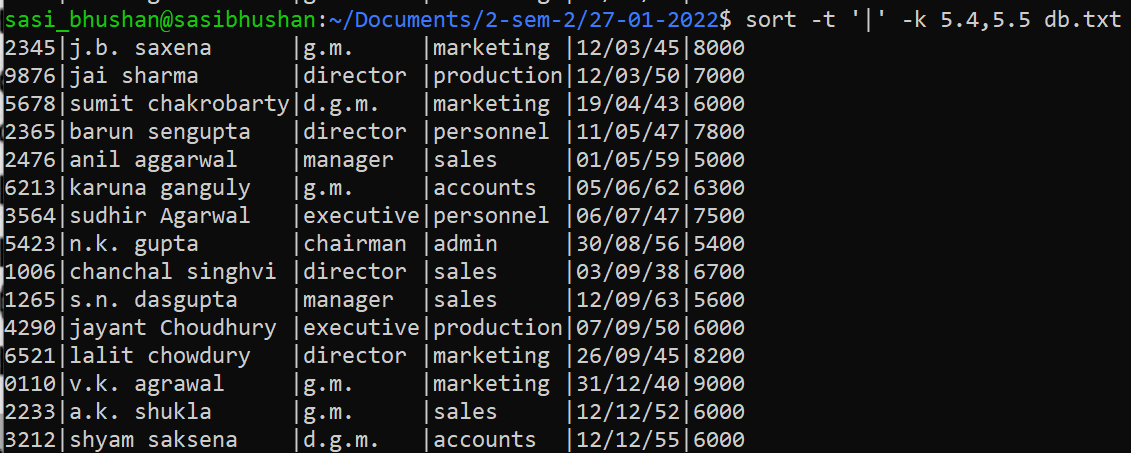 sasi_bhushan@sasibhushan:~/Documents/2-sem-2/27-01-2022$ sort -t '|' -k 5.4,5.5 db.txt
2345|j.b. saxena      |g.m.     |marketing |12/03/45|8000
9876|jai sharma       |director |production|12/03/50|7000
5678|sumit chakrobarty|d.g.m.   |marketing |19/04/43|6000
2365|barun sengupta   |director |personnel |11/05/47|7800
2476|anil aggarwal    |manager  |sales     |01/05/59|5000
6213|karuna ganguly   |g.m.     |accounts  |05/06/62|6300
3564|sudhir Agarwal   |executive|personnel |06/07/47|7500
5423|n.k. gupta       |chairman |admin     |30/08/56|5400
1006|chanchal singhvi |director |sales     |03/09/38|6700
1265|s.n. dasgupta    |manager  |sales     |12/09/63|5600
4290|jayant Choudhury |executive|production|07/09/50|6000
6521|lalit chowdury   |director |marketing |26/09/45|8200
0110|v.k. agrawal     |g.m.     |marketing |31/12/40|9000
2233|a.k. shukla      |g.m.     |sales     |12/12/52|6000
3212|shyam saksena    |d.g.m.   |accounts  |12/12/55|6000